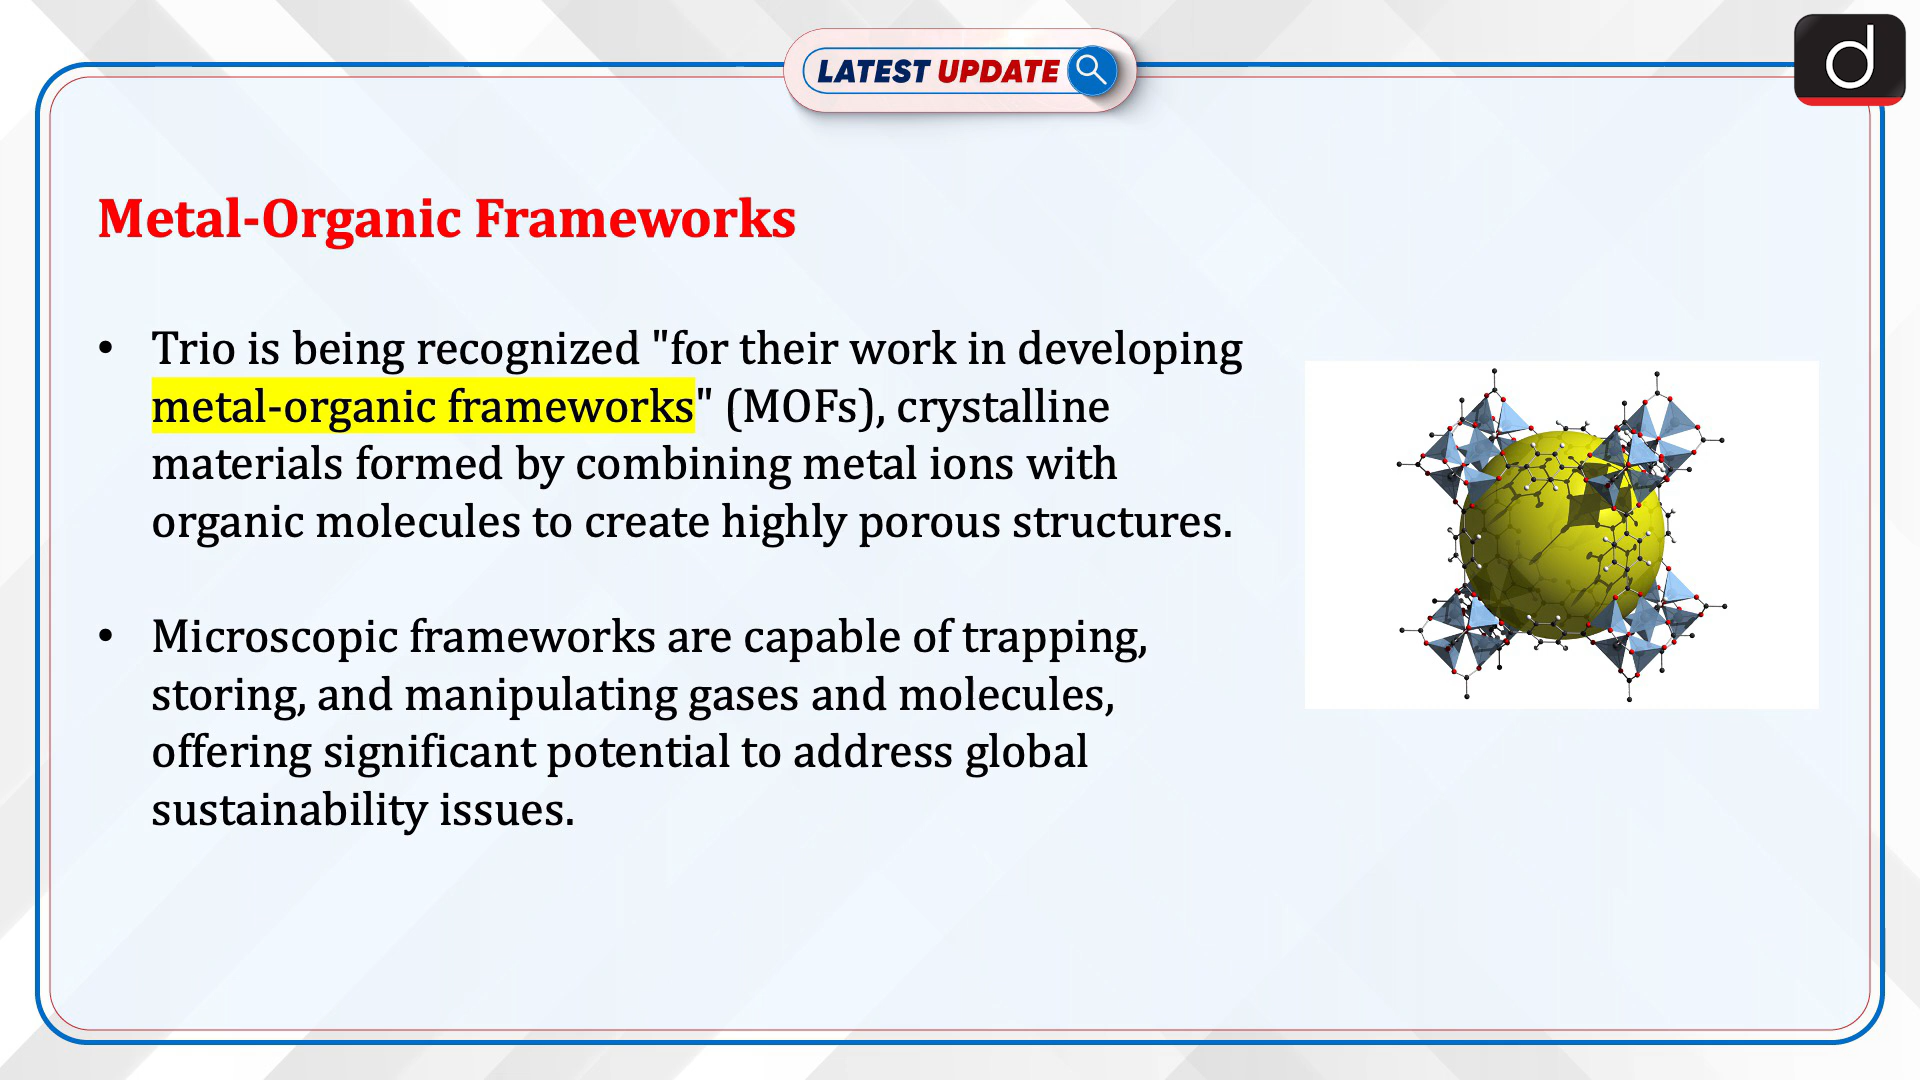 LATEST UPDATE
d
Metal-Organic Frameworks
• Trio is being recognized "for their work in developing
metal-organic frameworks" (MOFs), crystalline
materials formed by combining metal ions with
organic molecules to create highly porous structures.
• Microscopic frameworks are capable of trapping,
storing, and manipulating gases and molecules,
offering significant potential to address global
sustainability issues.